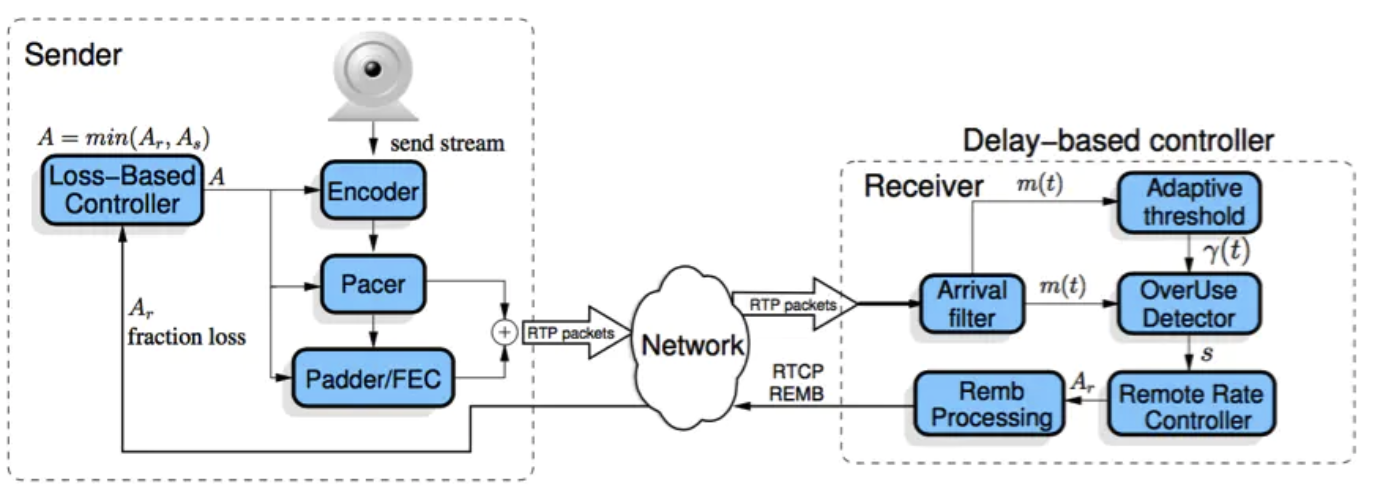 Sender
A = min(A_r, A_s)
Loss–Based
Controller
A
send stream
Encoder
Pacer
Padder/FEC
+
A_r
fraction loss
RTP packets
Network
RTP packets
RTCP
REMB
Delay–based controller
Receiver
m(t)
Adaptive
threshold
γ(t)
Arrival
filter
m(t)
OverUse
Detector
s
Remote Rate
Controller
A_r
Remb
Processing